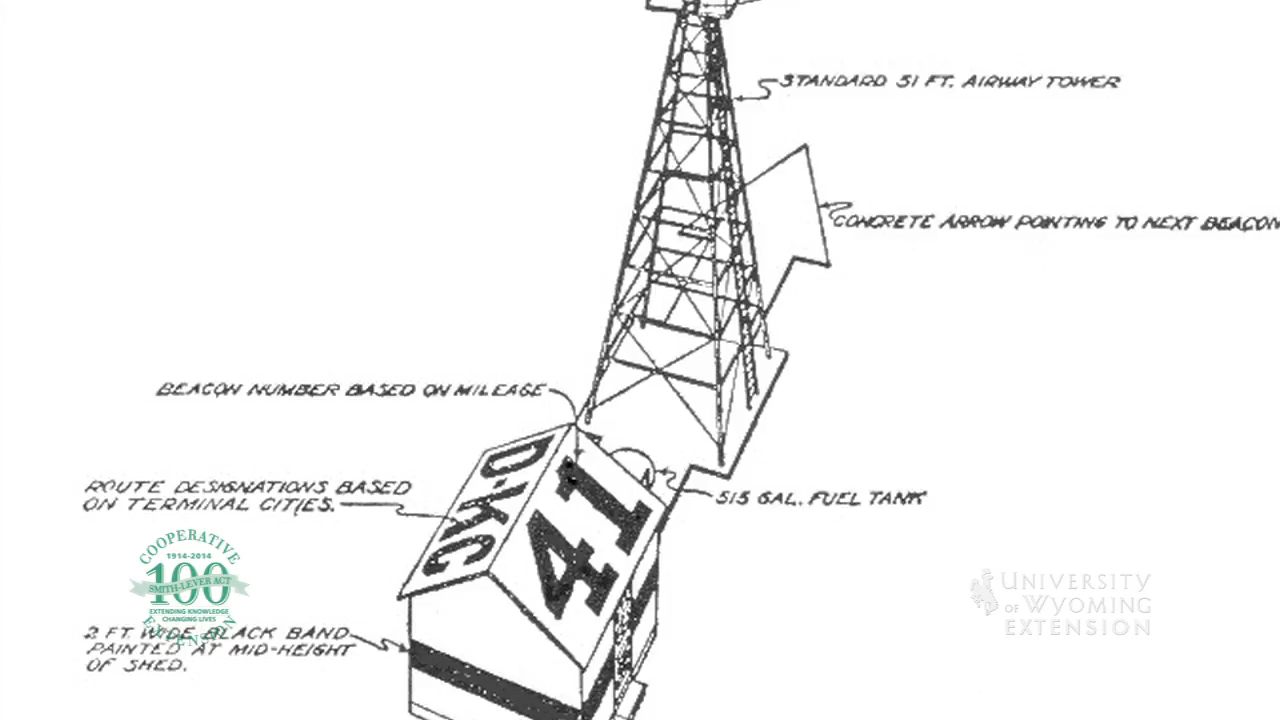 STANDARD 51 FT. AIRWAY TOWER
CONCRETE ARROW POINTING TO NEXT BEACON
BEACON NUMBER BASED ON MILEAGE
ROUTE DESIGNATIONS BASED
ON TERMINAL CITIES.
D-KC
41
515 GAL. FUEL TANK
COOPERATIVE
1914-2014
100
SMITH-LEVER ACT
EXTENDING KNOWLEDGE
CHANGING LIVES
EXTENSION
2 FT. WIDE BLACK BAND
PAINTED AT MID-HEIGHT
OF SHED.
UNIVERSITY
OF WYOMING
EXTENSION